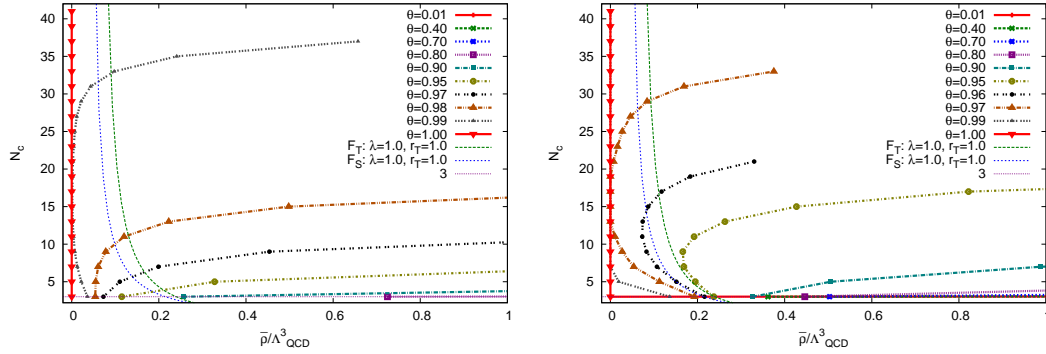 N_c
40
35
30
25
20
15
10
5
0 0.2 0.4 0.6 0.8 1
ρ̅/Λ³_QCD
θ=0.01
θ=0.40
θ=0.70
θ=0.80
θ=0.90
θ=0.95
θ=0.97
θ=0.98
θ=0.99
θ=1.00
F_T: λ=1.0, r_T=1.0
F_S: λ=1.0, r_T=1.0
3
N_c
40
35
30
25
20
15
10
5
0 0.2 0.4 0.6 0.8 1
ρ̅/Λ³_QCD
θ=0.01
θ=0.40
θ=0.70
θ=0.80
θ=0.90
θ=0.95
θ=0.96
θ=0.97
θ=0.99
θ=1.00
F_T: λ=1.0, r_T=1.0
F_S: λ=1.0, r_T=1.0
3